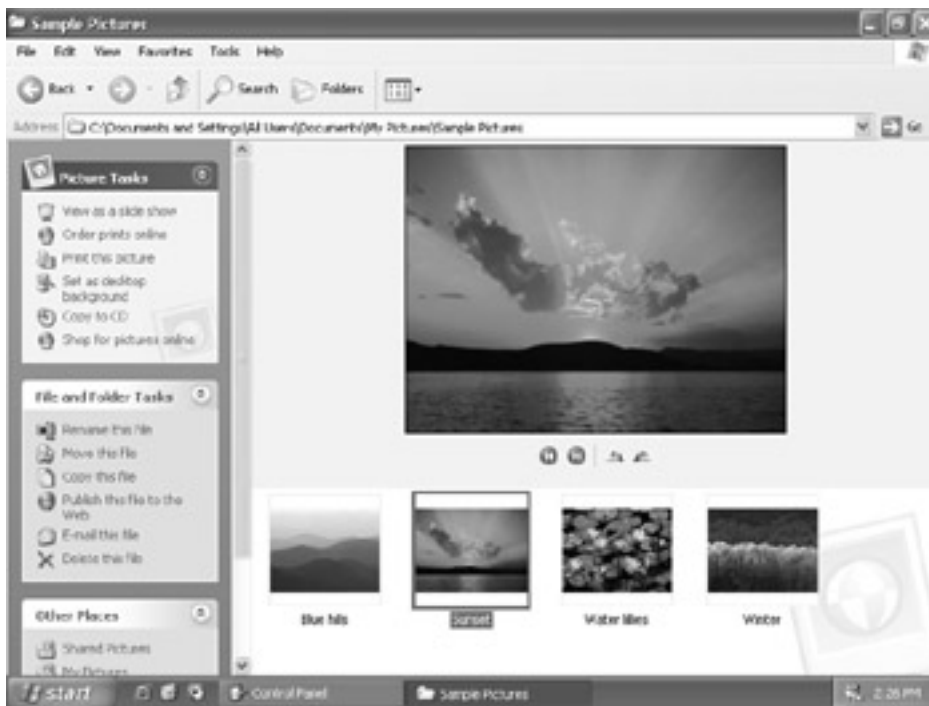 Sample Pictures
File Edit View Favorites Tools Help
Back Search Folders
Address C:\Documents and Settings\All Users\Documents\My Pictures\Sample Pictures Go
Picture Tasks
View as a slide show
Order prints online
Print this picture
Set as desktop
background
Copy to CD
Shop for pictures online
File and Folder Tasks
Rename this file
Move this file
Copy this file
Publish this file to the
Web
E-mail this file
Delete this file
Other Places
Shared Pictures
My Pictures
Blue hills Sunset Water lilies Winter
start Control Panel Sample Pictures 2:26 PM